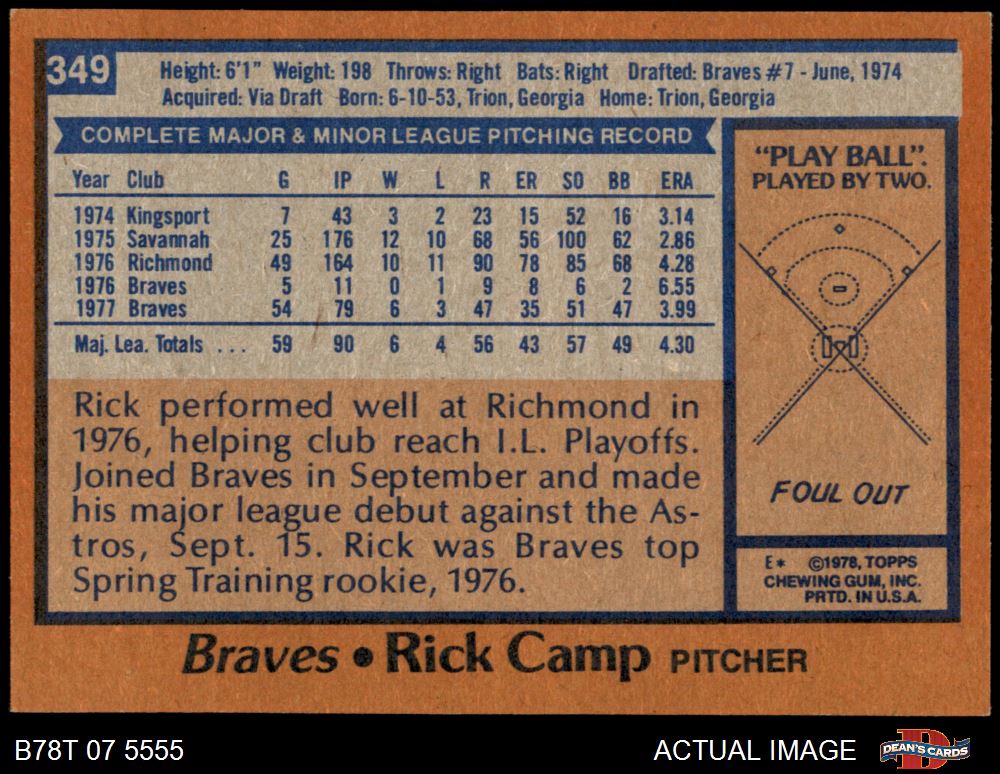 349
Height: 6'1" Weight: 198 Throws: Right Bats: Right Drafted: Braves #7 - June, 1974
Acquired: Via Draft Born: 6-10-53, Trion, Georgia Home: Trion, Georgia
COMPLETE MAJOR & MINOR LEAGUE PITCHING RECORD
Year Club G IP W L R ER SO BB ERA
1974 Kingsport 7 43 3 2 23 15 52 16 3.14
1975 Savannah 25 176 12 10 68 56 100 62 2.86
1976 Richmond 49 164 10 11 90 78 85 68 4.28
1976 Braves 5 11 0 1 9 8 6 2 6.55
1977 Braves 54 79 6 3 47 35 51 47 3.99
Maj. Lea. Totals ... 59 90 6 4 56 43 57 49 4.30
Rick performed well at Richmond in
1976, helping club reach I.L. Playoffs.
Joined Braves in September and made
his major league debut against the As-
tros, Sept. 15. Rick was Braves top
Spring Training rookie, 1976.
"PLAY BALL".
PLAYED BY TWO.
FOUL OUT
E* ©1978, TOPPS
CHEWING GUM, INC.
PRTD. IN U.S.A.
Braves • Rick Camp PITCHER
B78T 07 5555
ACTUAL IMAGE
DEAN'S CARDS